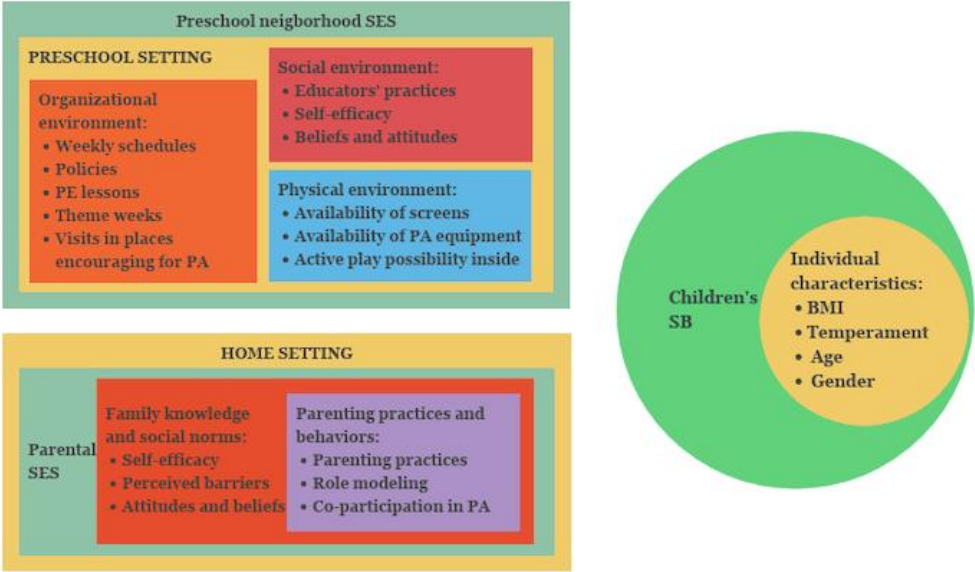 Preschool neigborhood SES
PRESCHOOL SETTING
Organizational
environment:
• Weekly schedules
• Policies
• PE lessons
• Theme weeks
• Visits in places
encouraging for PA
Social environment:
• Educators' practices
• Self-efficacy
• Beliefs and attitudes
Physical environment:
• Availability of screens
• Availability of PA equipment
• Active play possibility inside
HOME SETTING
Parental
SES
Family knowledge
and social norms:
• Self-efficacy
• Perceived barriers
• Attitudes and beliefs
Parenting practices and
behaviors:
• Parenting practices
• Role modeling
• Co-participation in PA
Children's
SB
Individual
characteristics:
• BMI
• Temperament
• Age
• Gender